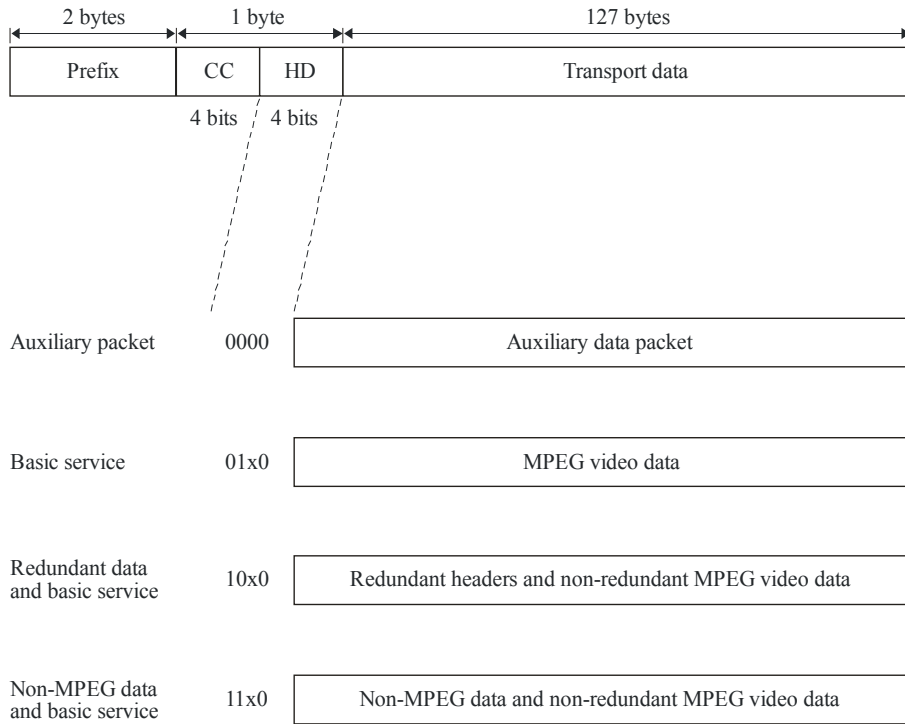 2 bytes 1 byte 127 bytes
Prefix CC HD Transport data
4 bits 4 bits
Auxiliary packet 0000 Auxiliary data packet
Basic service 01x0 MPEG video data
Redundant data
and basic service 10x0 Redundant headers and non-redundant MPEG video data
Non-MPEG data
and basic service 11x0 Non-MPEG data and non-redundant MPEG video data